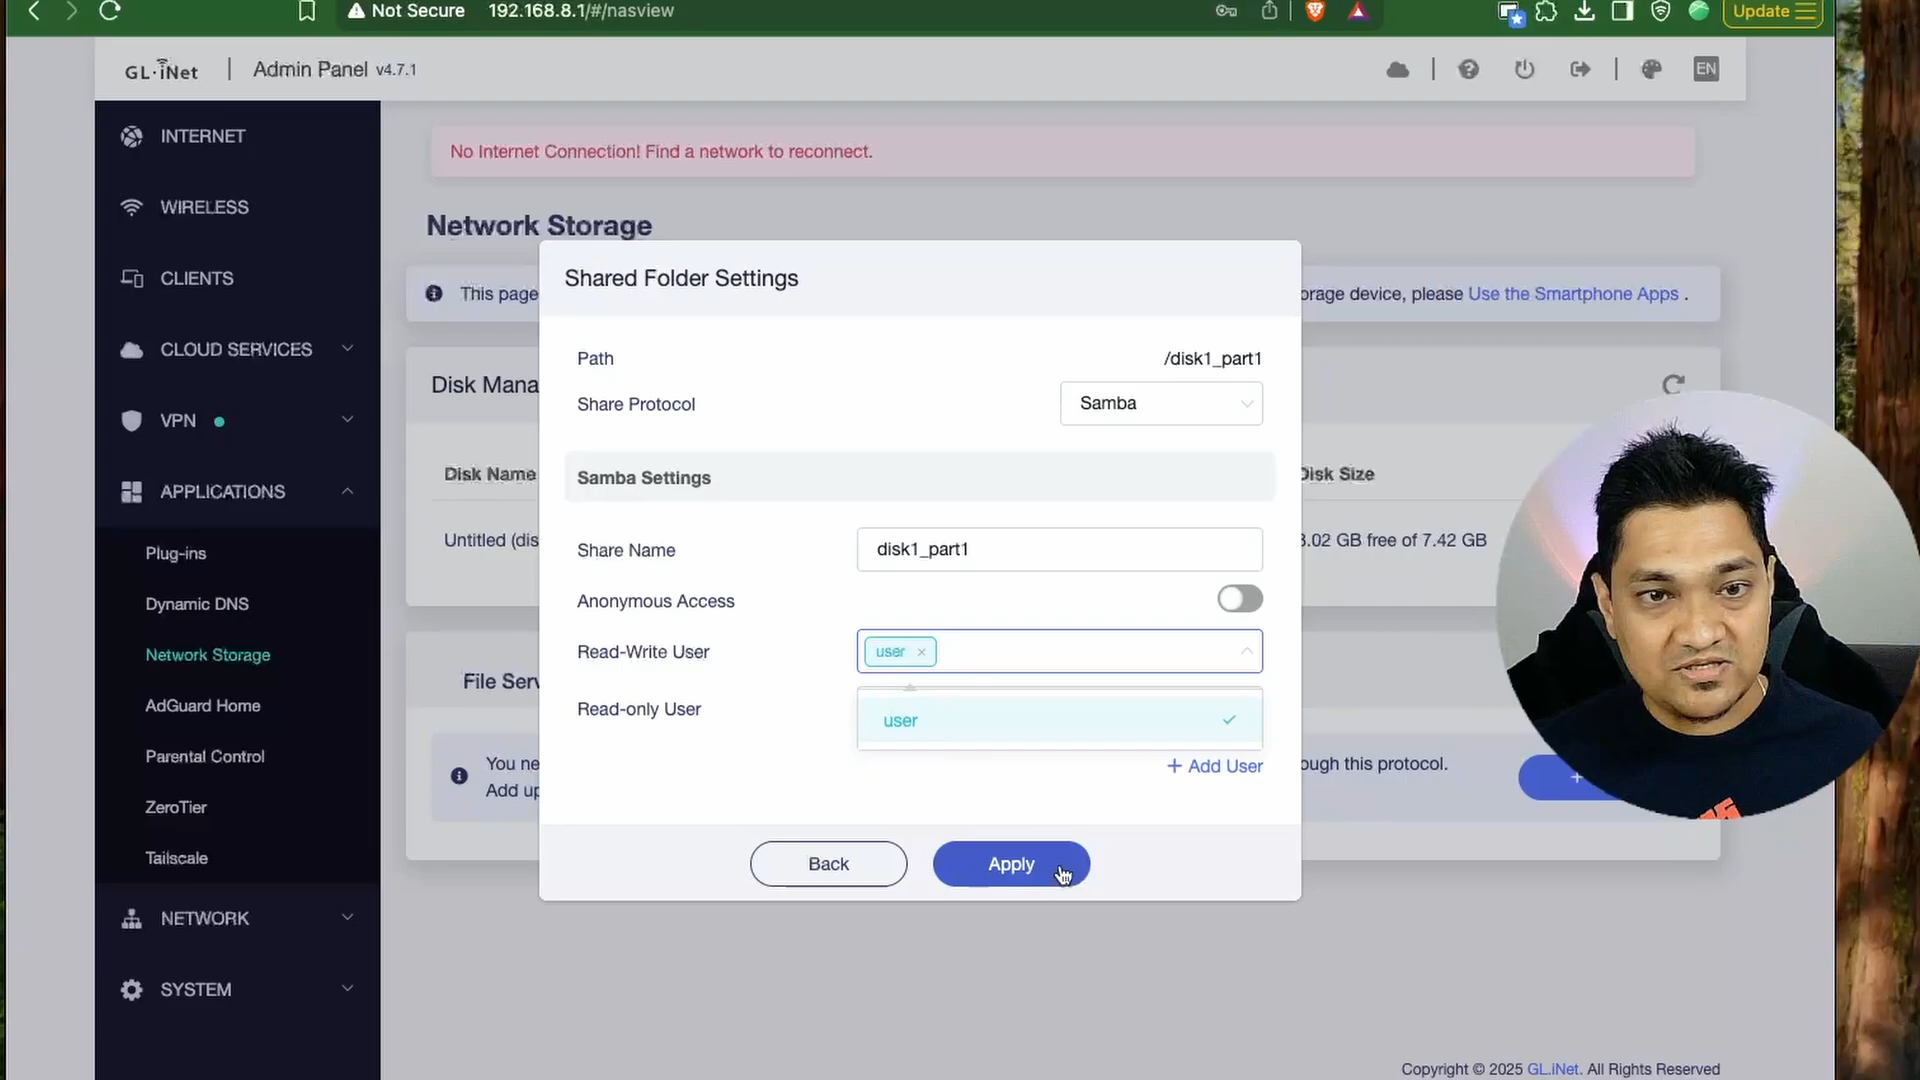 Not Secure 192.168.8.1/#/nasview
Update
GL·iNet | Admin Panel v4.7.1
EN
INTERNET
WIRELESS
CLIENTS
CLOUD SERVICES
VPN
APPLICATIONS
Plug-ins
Dynamic DNS
Network Storage
AdGuard Home
Parental Control
ZeroTier
Tailscale
NETWORK
SYSTEM
No Internet Connection! Find a network to reconnect.
Network Storage
This page
orage device, please Use the Smartphone Apps .
Disk Mana
Disk Name
Disk Size
Untitled (dis
.02 GB free of 7.42 GB
File Serv
You ne
ough this protocol.
Add up
Shared Folder Settings
Path /disk1_part1
Share Protocol Samba
Samba Settings
Share Name disk1_part1
Anonymous Access
Read-Write User user ×
Read-only User
user
+ Add User
Back Apply
Copyright © 2025 GL.iNet. All Rights Reserved